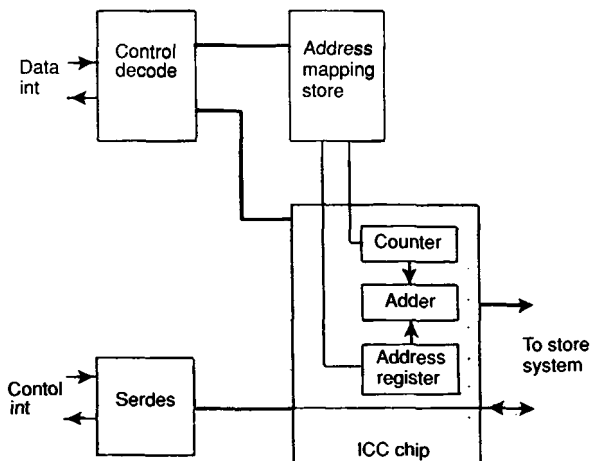 Control
decode
Address
mapping
store
Data
int
Counter
Adder
Address
register
To store
system
Contol
int
Serdes
ICC chip